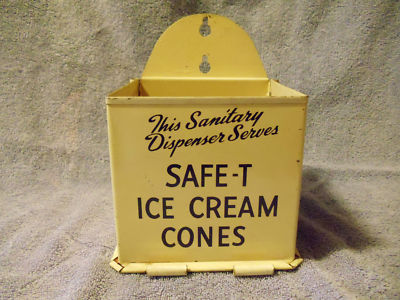 This Sanitary
Dispenser Serves
SAFE-T
ICE CREAM
CONES